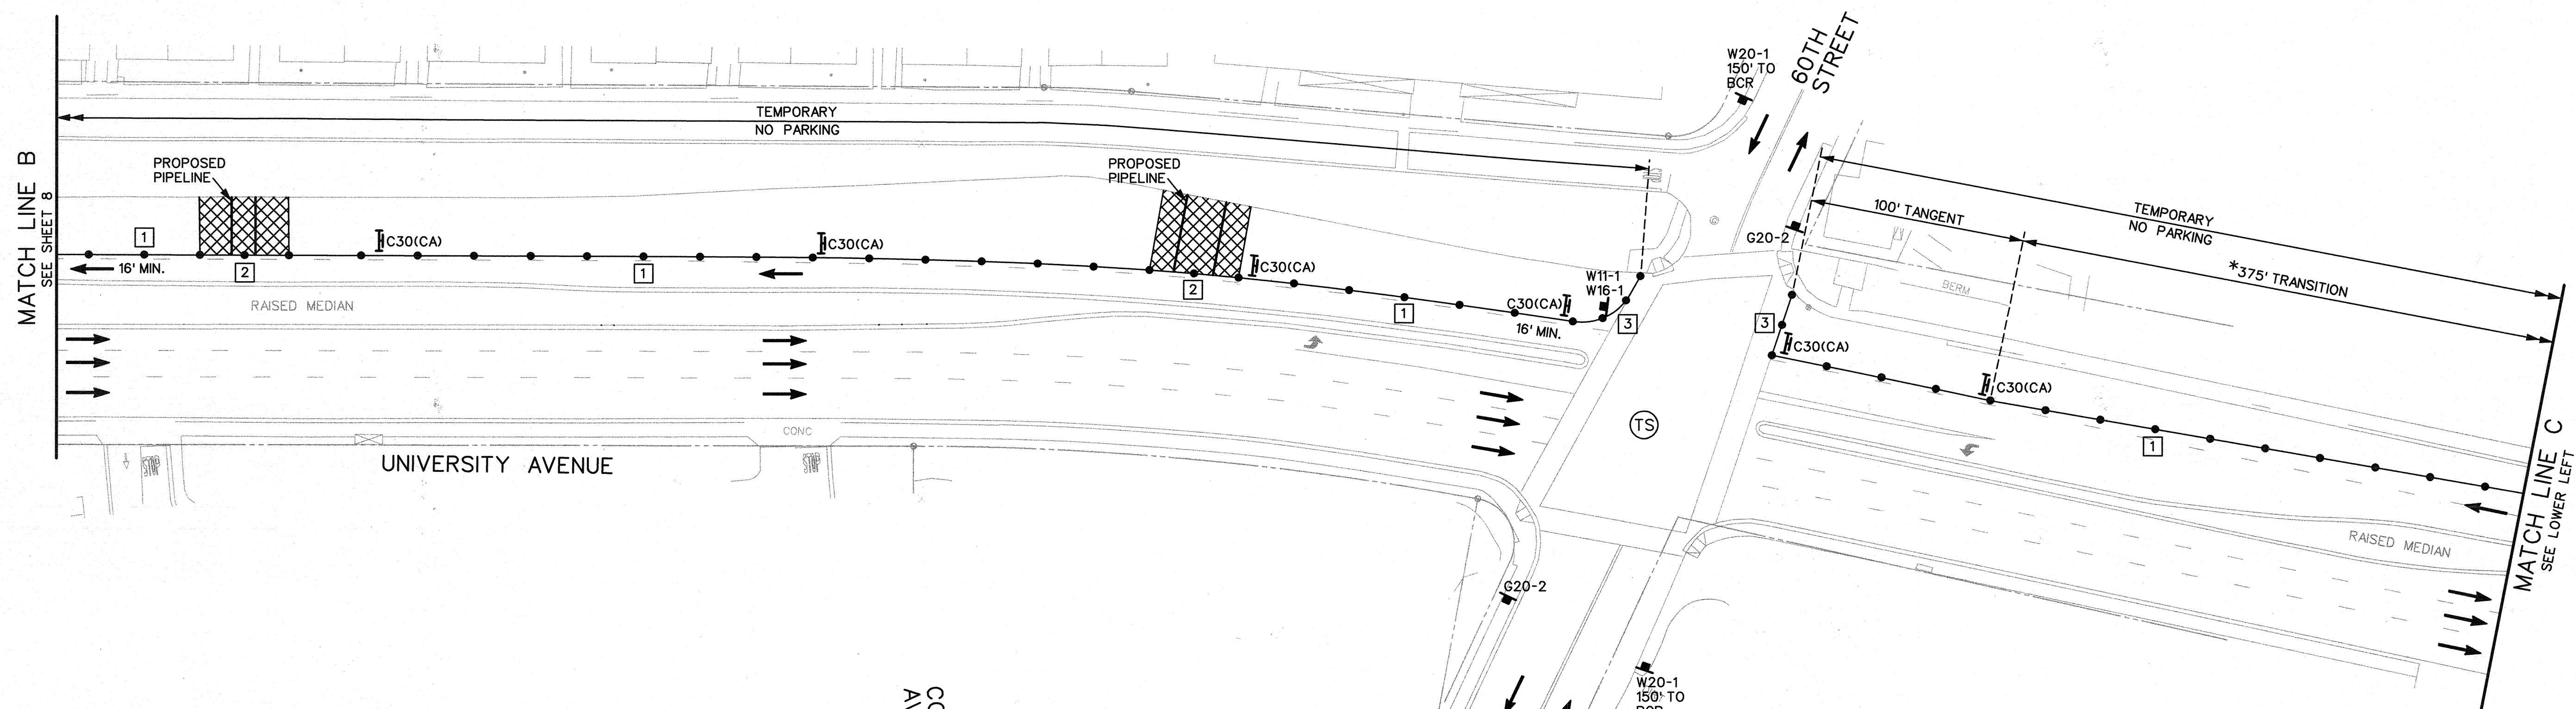 MATCH LINE B
SEE SHEET 8
PROPOSED
PIPELINE
TEMPORARY
NO PARKING
1
16' MIN.
2
C30(CA)
1
C30(CA)
PROPOSED
PIPELINE
C30(CA)
2
1
C30(CA)
16' MIN.
W11-1
W16-1
3
RAISED MEDIAN
CONC
UNIVERSITY AVENUE
STOP
STOP
W20-1
150' TO
BCR
60TH
STREET
G20-2
TEMPORARY
NO PARKING
100' TANGENT
*375' TRANSITION
BERM
3
C30(CA)
C30(CA)
1
TS
RAISED MEDIAN
MATCH LINE C
SEE LOWER LEFT
G20-2
W20-1
150' TO
BCR